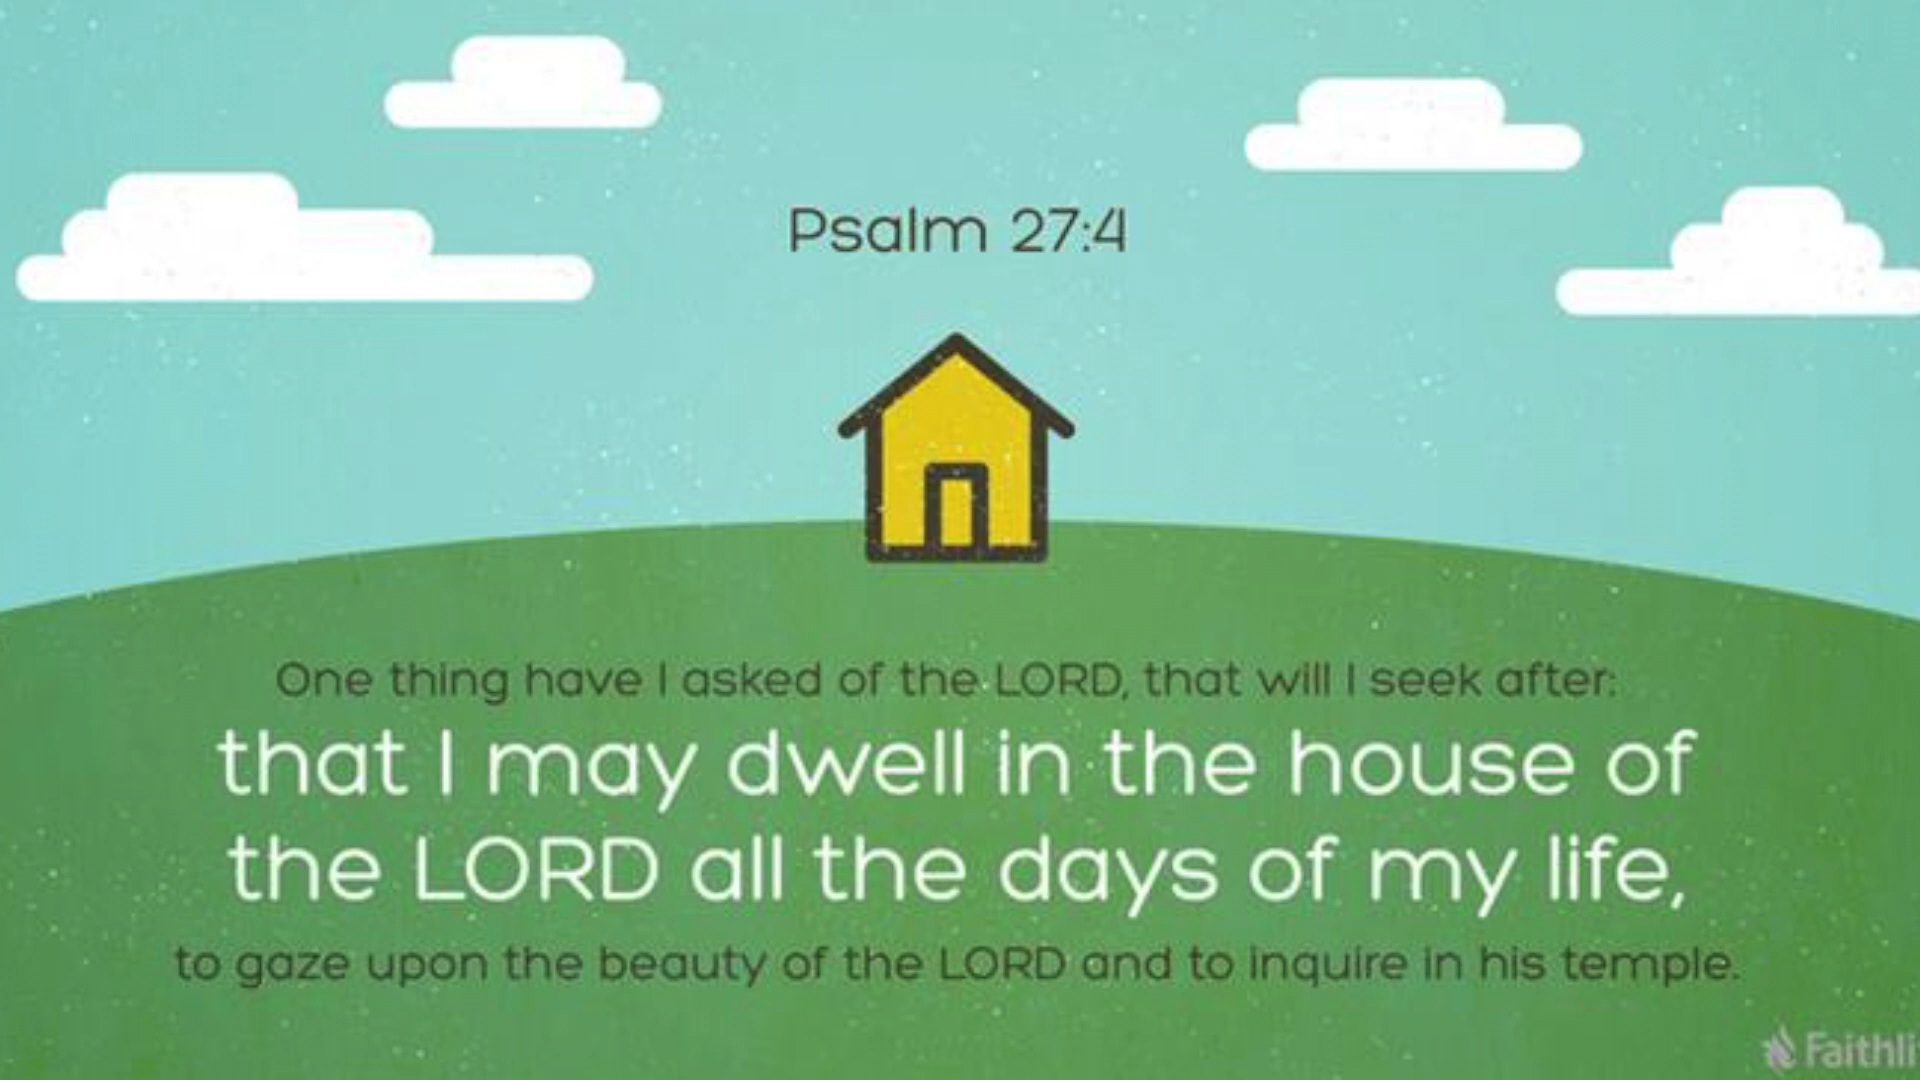 Psalm 27:4
One thing have I asked of the LORD, that will I seek after:
that I may dwell in the house of
the LORD all the days of my life,
to gaze upon the beauty of the LORD and to inquire in his temple.
Faithli